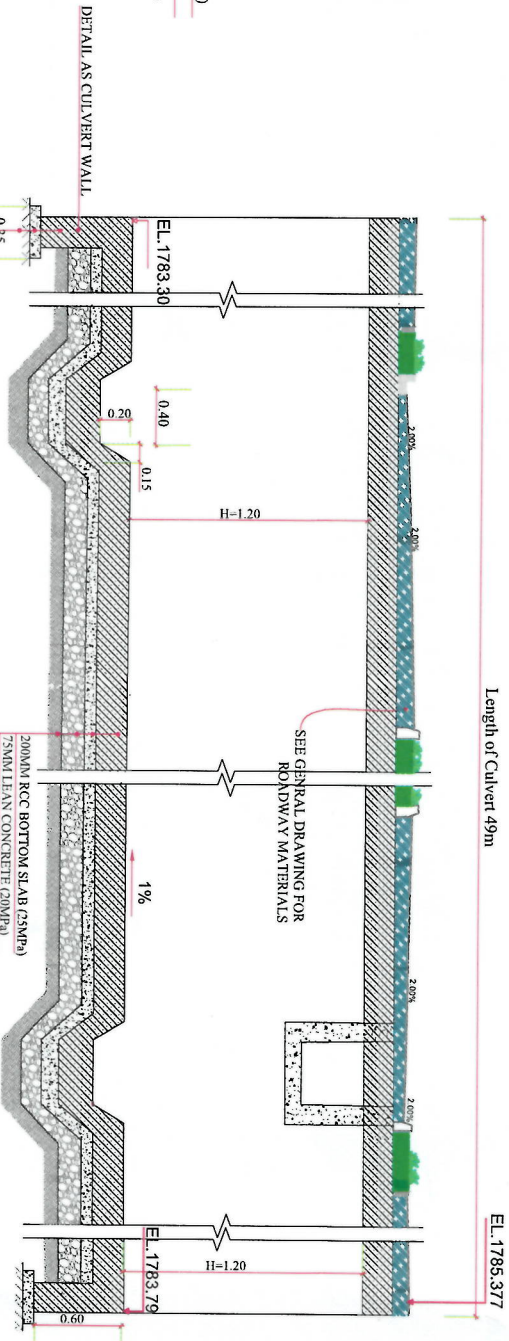 Length of Culvert 49m
EL.1785.377
2.00%
2.00%
2.00%
2.00%
SEE GENRAL DRAWING FOR
ROADWAY MATERIALS
H=1.20
H=1.20
EL.1783.30
0.40
0.20
0.15
1%
EL.1783.79
0.60
DETAIL AS CULVERT WALL
200MM RCC BOTTOM SLAB (25MPa)
75MM LEAN CONCRETE (20MPa)